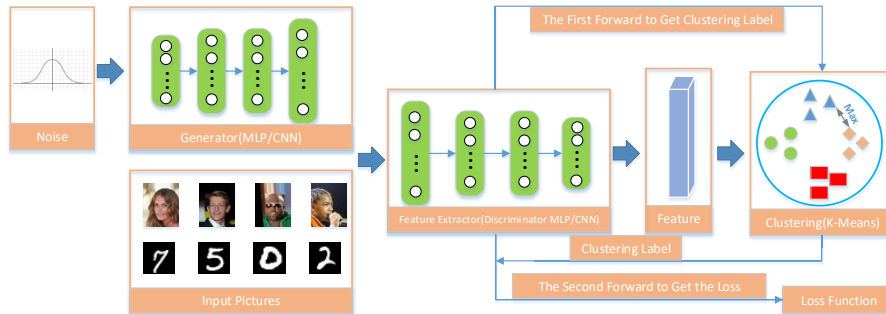 The First Forward to Get Clustering Label
Noise
Generator(MLP/CNN)
Max
Feature Extractor(Discriminator MLP/CNN)
Feature
Clustering(K-Means)
7 5 0 2
Input Pictures
Clustering Label
The Second Forward to Get the Loss
Loss Function